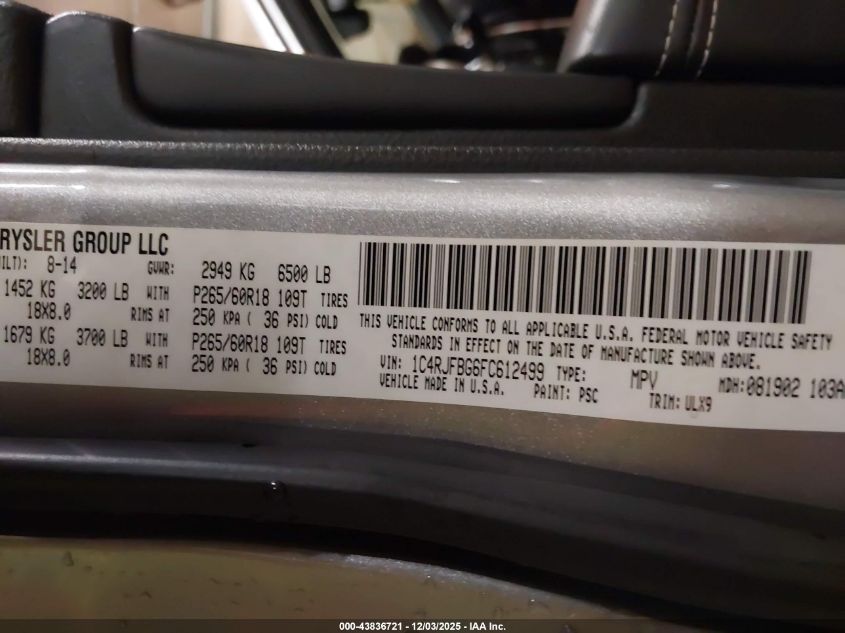 RYSLER GROUP LLC
ILT): 8-14 GVWR: 2949 KG 6500 LB
1452 KG 3200 LB WITH P265/60R18 109T TIRES
18X8.0 RIMS AT 250 KPA ( 36 PSI) COLD
1679 KG 3700 LB WITH P265/60R18 109T TIRES
18X8.0 RIMS AT 250 KPA ( 36 PSI) COLD
THIS VEHICLE CONFORMS TO ALL APPLICABLE U.S.A. FEDERAL MOTOR VEHICLE SAFETY
STANDARDS IN EFFECT ON THE DATE OF MANUFACTURE SHOWN ABOVE.
VIN: 1C4RJFBG6FC612499 TYPE: MPV MDH: 081902 103A
VEHICLE MADE IN U.S.A. PAINT: PSC TRIM: ULX9
000-43836721 - 12/03/2025 - IAA Inc.